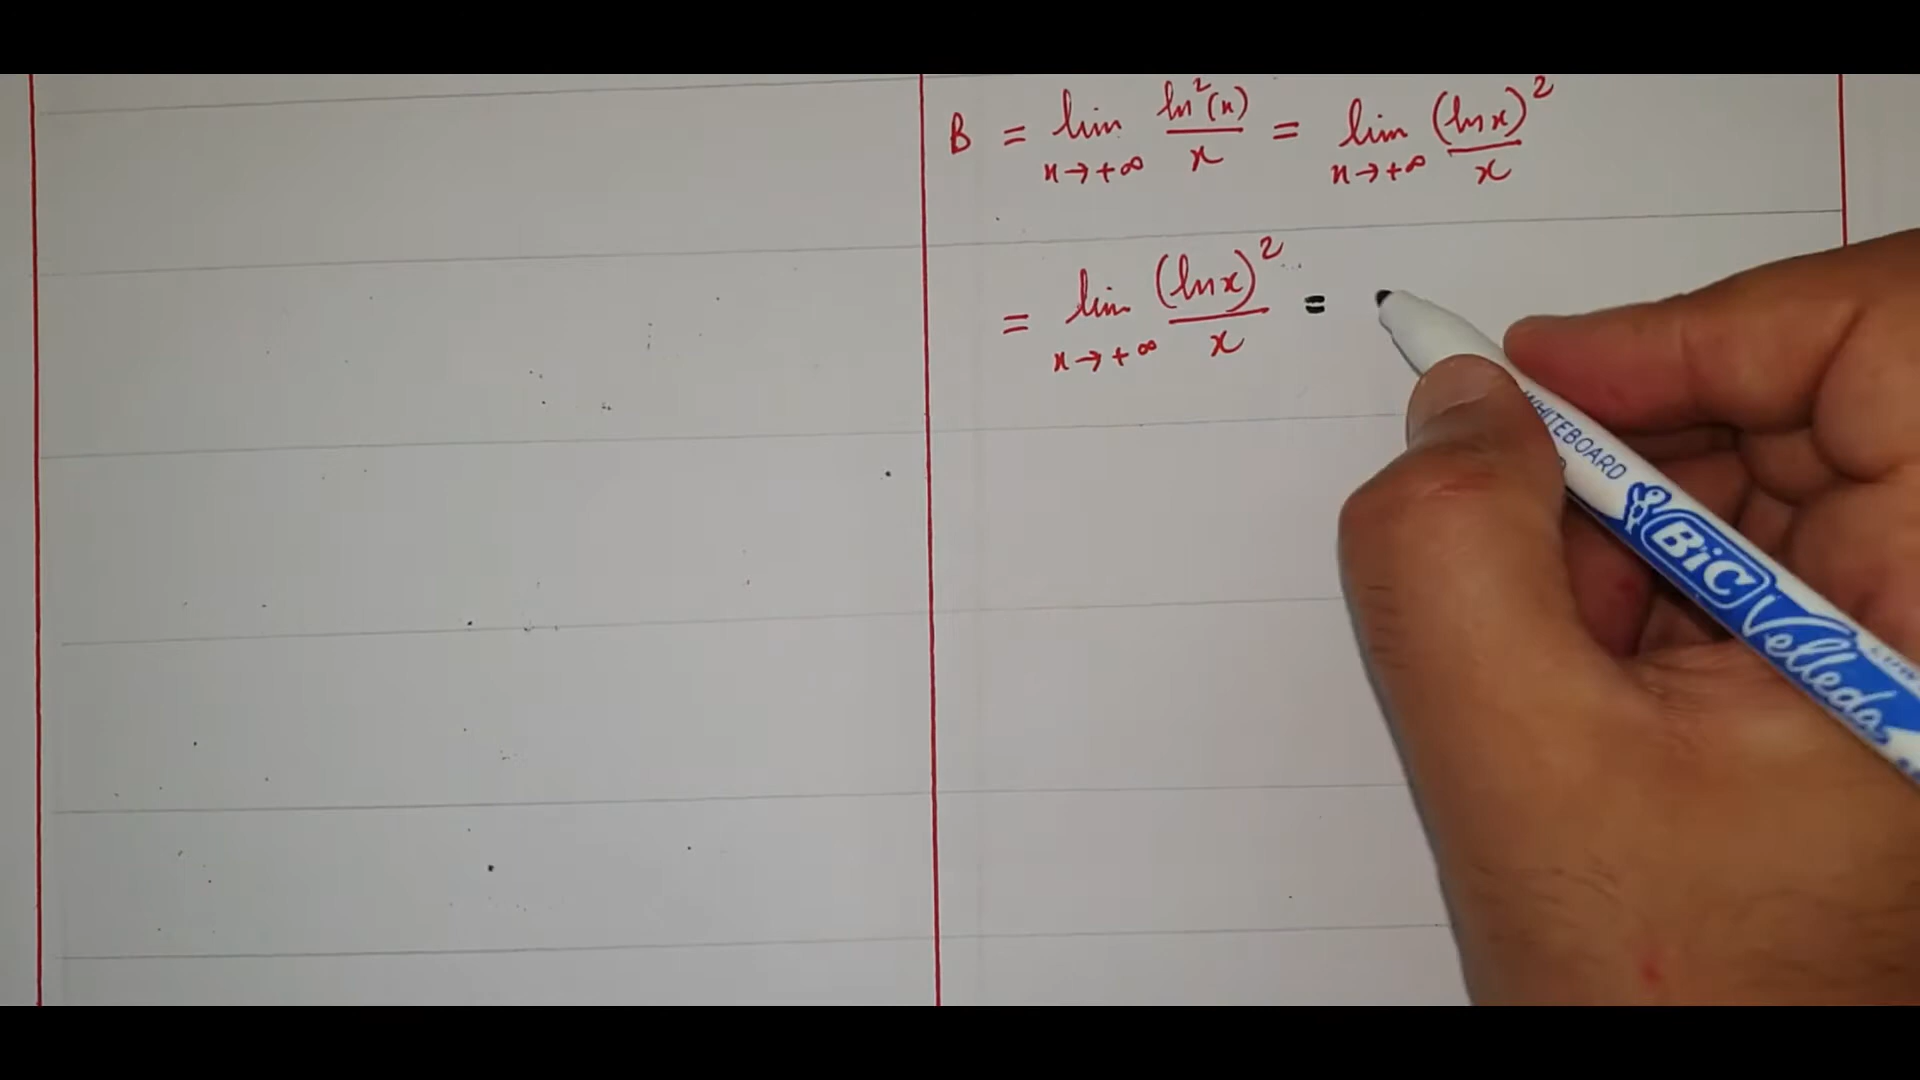 B = lim ln²(x)/x = lim (ln x)²/x
x→+∞ x→+∞
= lim (ln x)²/x =
x→+∞
WHITEBOARD
BIC
Velleda